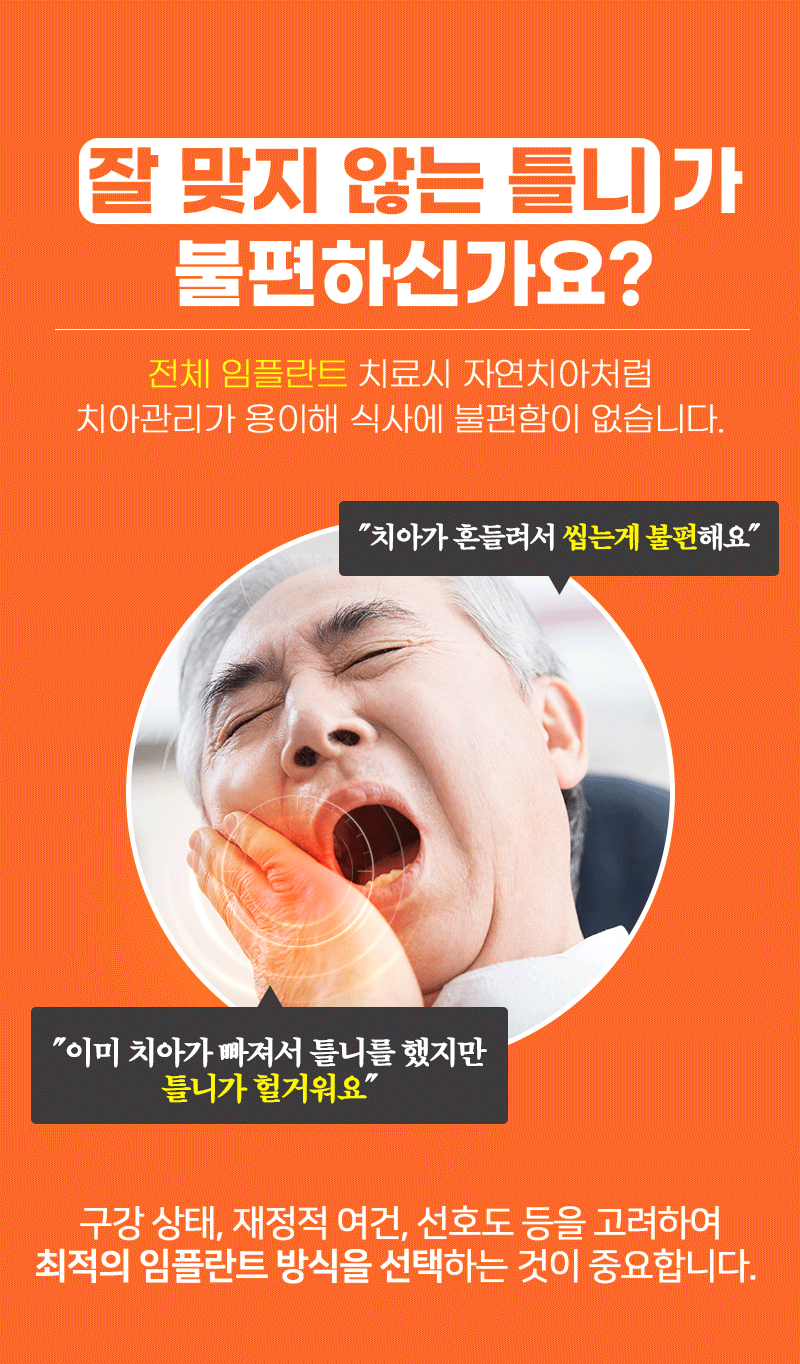 잘 맞지 않는 틀니가
불편하신가요?
전체 임플란트 치료시 자연치아처럼
치아관리가 용이해 식사에 불편함이 없습니다.
"치아가 흔들려서 씹는게 불편해요"
"이미 치아가 빠져서 틀니를 했지만
틀니가 헐거워요"
구강 상태, 재정적 여건, 선호도 등을 고려하여
최적의 임플란트 방식을 선택하는 것이 중요합니다.